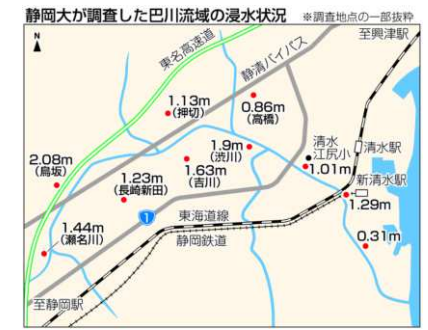 静岡大が調査した巴川流域の浸水状況 ※調査地点の一部抜粋
N
東名高速道
静清バイパス
至興津駅
1.13m
(押切)
0.86m
(高橋)
1.9m
(渋川)
清水
江尻小
清水駅
2.08m
(鳥坂)
1.23m
(長崎新田)
1.63m
(吉川)
1.01m
新清水駅
1.29m
1
東海道線
静岡鉄道
1.44m
(瀬名川)
0.31m
至静岡駅